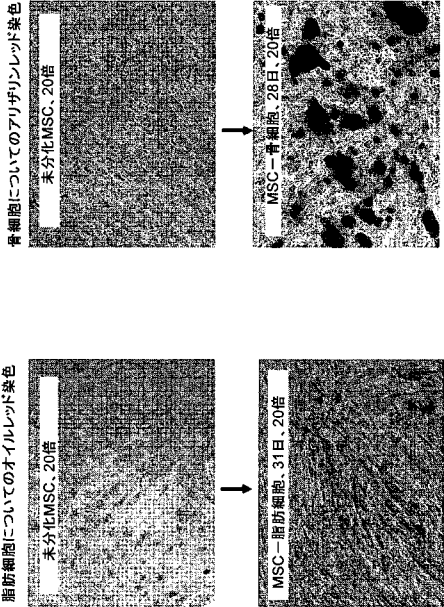 脂肪細胞についてのオイルレッド染色
未分化MSC、20倍
MSC－脂肪細胞、31日、20倍
骨細胞についてのアリザリンレッド染色
未分化MSC、20倍
MSC－骨細胞、28日、20倍